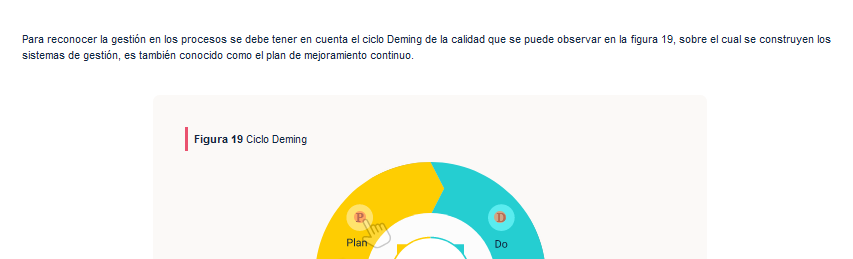 Para reconocer la gestión en los procesos se debe tener en cuenta el ciclo Deming de la calidad que se puede observar en la figura 19, sobre el cual se construyen los
sistemas de gestión, es también conocido como el plan de mejoramiento continuo.
Figura 19 Ciclo Deming
P
D
Plan
Do